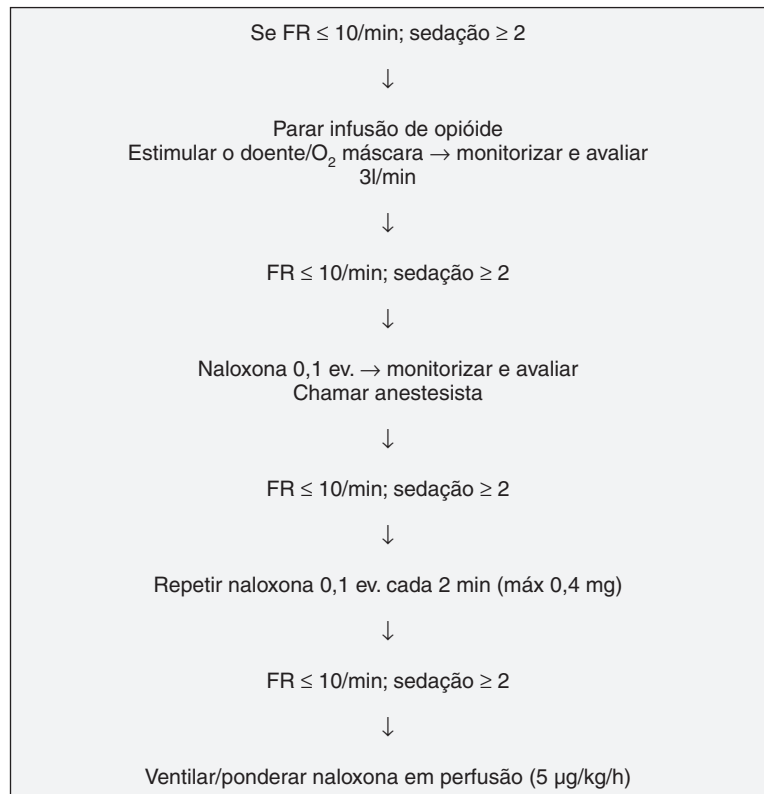 Se FR ≤ 10/min; sedação ≥ 2
↓
Parar infusão de opióide
Estimular o doente/O₂ máscara → monitorizar e avaliar
3l/min
↓
FR ≤ 10/min; sedação ≥ 2
↓
Naloxona 0,1 ev. → monitorizar e avaliar
Chamar anestesista
↓
FR ≤ 10/min; sedação ≥ 2
↓
Repetir naloxona 0,1 ev. cada 2 min (máx 0,4 mg)
↓
FR ≤ 10/min; sedação ≥ 2
↓
Ventilar/ponderar naloxona em perfusão (5 µg/kg/h)